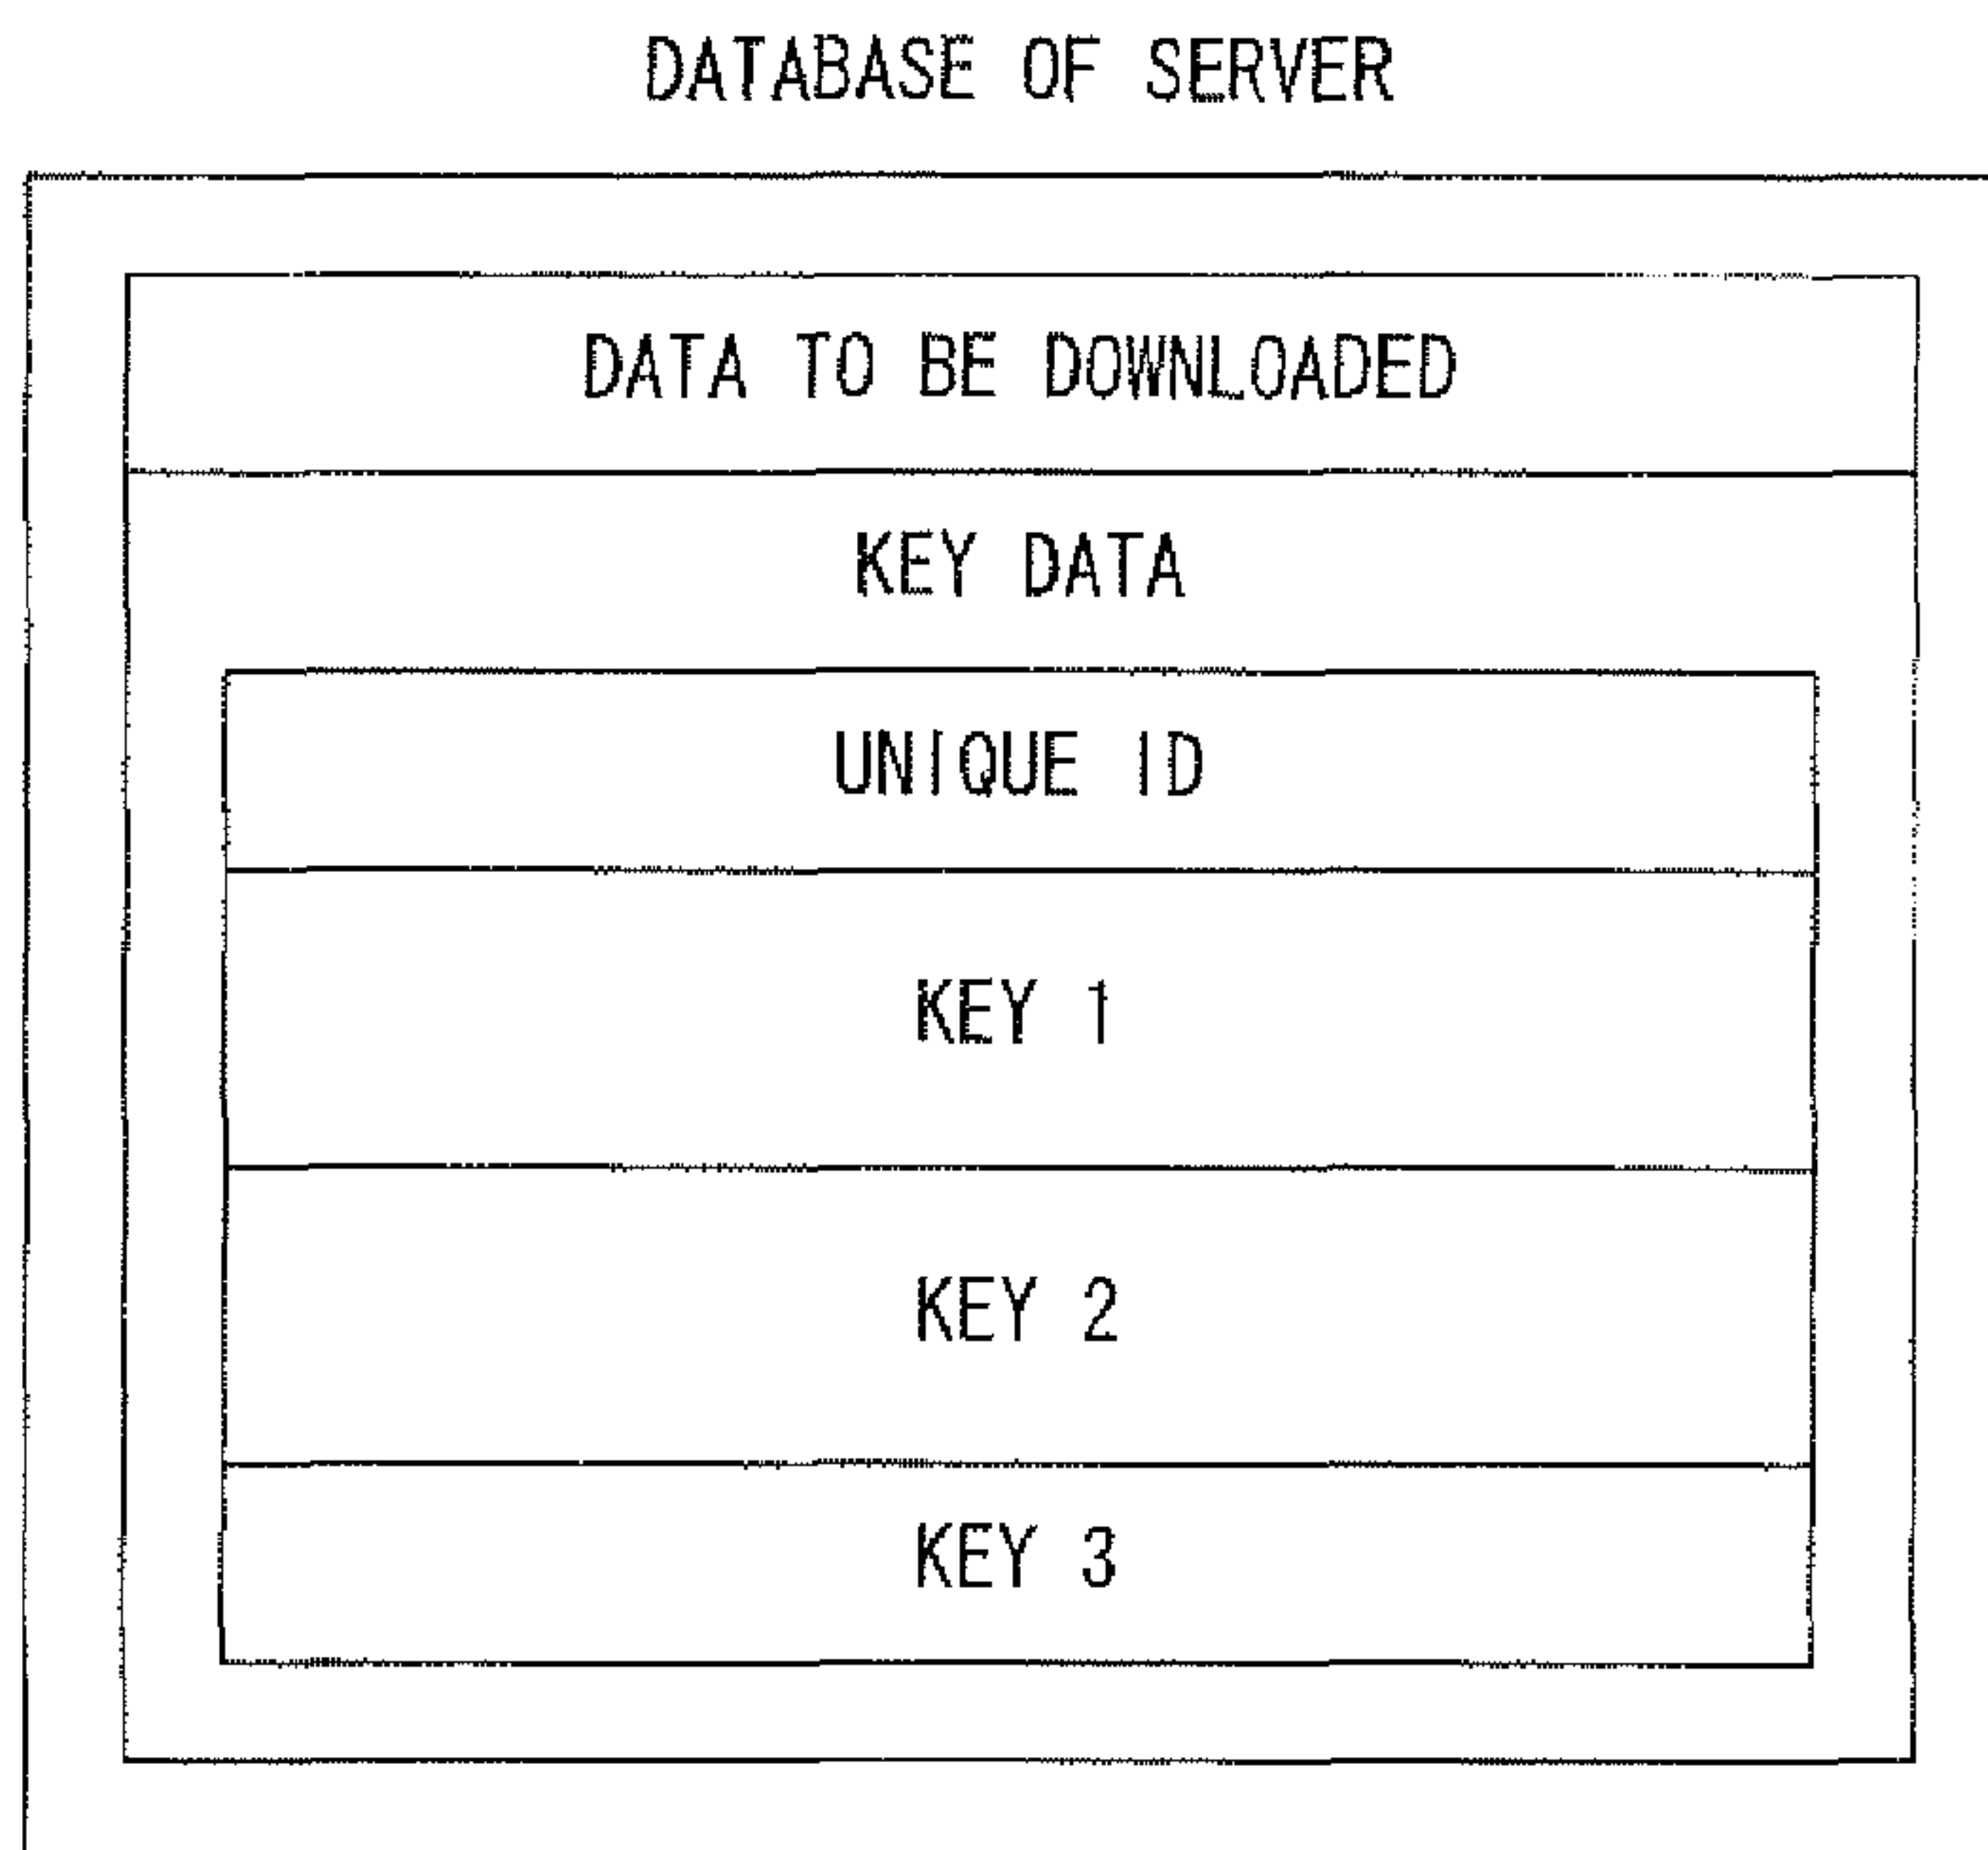 DATABASE OF SERVER
DATA TO BE DOWNLOADED
KEY DATA
UNIQUE ID
KEY 1
KEY 2
KEY 3